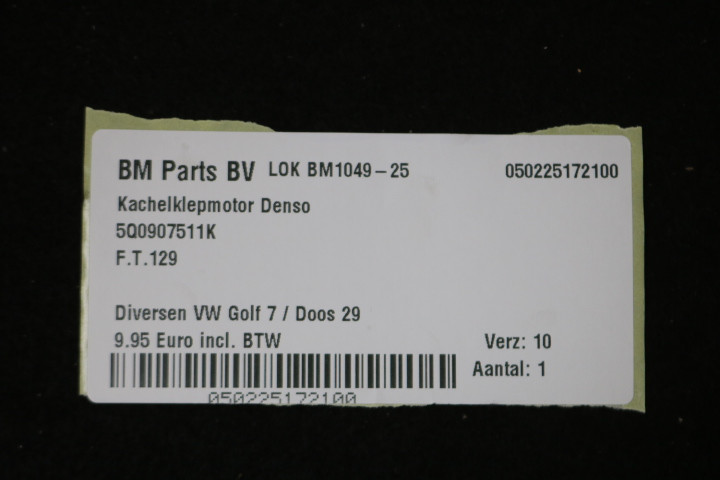 BM Parts BV LOK BM1049-25 050225172100
Kachelklepmotor Denso
5Q0907511K
F.T.129
Diversen VW Golf 7 / Doos 29
9.95 Euro incl. BTW Verz: 10
Aantal: 1
050225172100